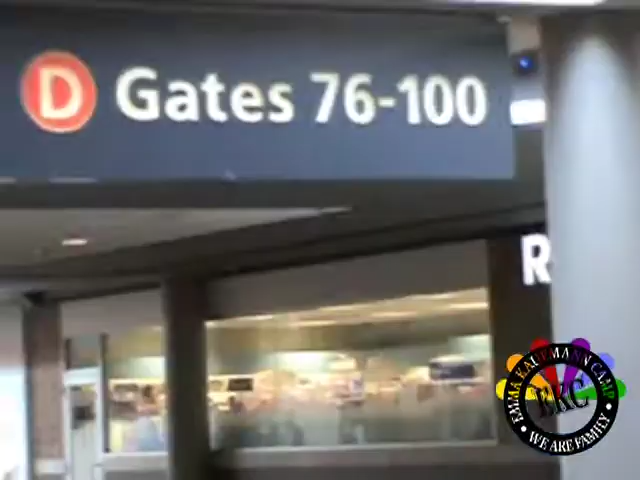 D Gates 76-100
R
EMMA KAUFMANN CAMP
EKC
• WE ARE FAMILY •